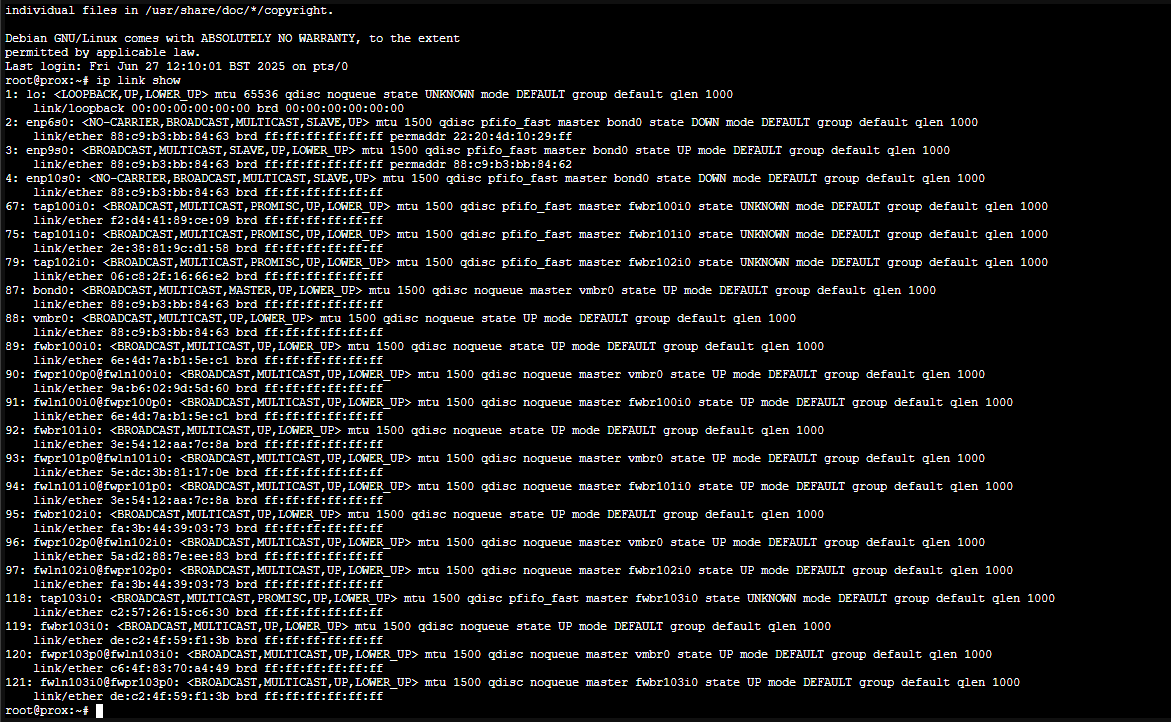 individual files in /usr/share/doc/*/copyright.
Debian GNU/Linux comes with ABSOLUTELY NO WARRANTY, to the extent
permitted by applicable law.
Last login: Fri Jun 27 12:10:01 BST 2025 on pts/0
root@prox:~# ip link show
1: lo: <LOOPBACK,UP,LOWER_UP> mtu 65536 qdisc noqueue state UNKNOWN mode DEFAULT group default qlen 1000
    link/loopback 00:00:00:00:00:00 brd 00:00:00:00:00:00
2: enp6s0: <NO-CARRIER,BROADCAST,MULTICAST,SLAVE,UP> mtu 1500 qdisc pfifo_fast master bond0 state DOWN mode DEFAULT group default qlen 1000
    link/ether 88:c9:b3:bb:84:63 brd ff:ff:ff:ff:ff:ff permaddr 22:20:4d:10:29:ff
3: enp9s0: <BROADCAST,MULTICAST,SLAVE,UP,LOWER_UP> mtu 1500 qdisc pfifo_fast master bond0 state UP mode DEFAULT group default qlen 1000
    link/ether 88:c9:b3:bb:84:63 brd ff:ff:ff:ff:ff:ff permaddr 88:c9:b3:bb:84:62
4: enp10s0: <NO-CARRIER,BROADCAST,MULTICAST,SLAVE,UP> mtu 1500 qdisc pfifo_fast master bond0 state DOWN mode DEFAULT group default qlen 1000
    link/ether 88:c9:b3:bb:84:63 brd ff:ff:ff:ff:ff:ff
67: tap100i0: <BROADCAST,MULTICAST,PROMISC,UP,LOWER_UP> mtu 1500 qdisc pfifo_fast master fwbr100i0 state UNKNOWN mode DEFAULT group default qlen 1000
    link/ether f2:d4:41:89:ce:09 brd ff:ff:ff:ff:ff:ff
75: tap101i0: <BROADCAST,MULTICAST,PROMISC,UP,LOWER_UP> mtu 1500 qdisc pfifo_fast master fwbr101i0 state UNKNOWN mode DEFAULT group default qlen 1000
    link/ether 2e:38:81:9c:d1:58 brd ff:ff:ff:ff:ff:ff
79: tap102i0: <BROADCAST,MULTICAST,PROMISC,UP,LOWER_UP> mtu 1500 qdisc pfifo_fast master fwbr102i0 state UNKNOWN mode DEFAULT group default qlen 1000
    link/ether 06:c8:2f:16:66:e2 brd ff:ff:ff:ff:ff:ff
87: bond0: <BROADCAST,MULTICAST,MASTER,UP,LOWER_UP> mtu 1500 qdisc noqueue master vmbr0 state UP mode DEFAULT group default qlen 1000
    link/ether 88:c9:b3:bb:84:63 brd ff:ff:ff:ff:ff:ff
88: vmbr0: <BROADCAST,MULTICAST,UP,LOWER_UP> mtu 1500 qdisc noqueue state UP mode DEFAULT group default qlen 1000
    link/ether 88:c9:b3:bb:84:63 brd ff:ff:ff:ff:ff:ff
89: fwbr100i0: <BROADCAST,MULTICAST,UP,LOWER_UP> mtu 1500 qdisc noqueue state UP mode DEFAULT group default qlen 1000
    link/ether 6e:4d:7a:b1:5e:c1 brd ff:ff:ff:ff:ff:ff
90: fwpr100p0@fwln100i0: <BROADCAST,MULTICAST,UP,LOWER_UP> mtu 1500 qdisc noqueue master vmbr0 state UP mode DEFAULT group default qlen 1000
    link/ether 9a:b6:02:9d:5d:60 brd ff:ff:ff:ff:ff:ff
91: fwln100i0@fwpr100p0: <BROADCAST,MULTICAST,UP,LOWER_UP> mtu 1500 qdisc noqueue master fwbr100i0 state UP mode DEFAULT group default qlen 1000
    link/ether 6e:4d:7a:b1:5e:c1 brd ff:ff:ff:ff:ff:ff
92: fwbr101i0: <BROADCAST,MULTICAST,UP,LOWER_UP> mtu 1500 qdisc noqueue state UP mode DEFAULT group default qlen 1000
    link/ether 3e:54:12:aa:7c:8a brd ff:ff:ff:ff:ff:ff
93: fwpr101p0@fwln101i0: <BROADCAST,MULTICAST,UP,LOWER_UP> mtu 1500 qdisc noqueue master vmbr0 state UP mode DEFAULT group default qlen 1000
    link/ether 5e:dc:3b:81:17:0e brd ff:ff:ff:ff:ff:ff
94: fwln101i0@fwpr101p0: <BROADCAST,MULTICAST,UP,LOWER_UP> mtu 1500 qdisc noqueue master fwbr101i0 state UP mode DEFAULT group default qlen 1000
    link/ether 3e:54:12:aa:7c:8a brd ff:ff:ff:ff:ff:ff
95: fwbr102i0: <BROADCAST,MULTICAST,UP,LOWER_UP> mtu 1500 qdisc noqueue state UP mode DEFAULT group default qlen 1000
    link/ether fa:3b:44:39:03:73 brd ff:ff:ff:ff:ff:ff
96: fwpr102p0@fwln102i0: <BROADCAST,MULTICAST,UP,LOWER_UP> mtu 1500 qdisc noqueue master vmbr0 state UP mode DEFAULT group default qlen 1000
    link/ether 5a:d2:88:7e:ee:83 brd ff:ff:ff:ff:ff:ff
97: fwln102i0@fwpr102p0: <BROADCAST,MULTICAST,UP,LOWER_UP> mtu 1500 qdisc noqueue master fwbr102i0 state UP mode DEFAULT group default qlen 1000
    link/ether fa:3b:44:39:03:73 brd ff:ff:ff:ff:ff:ff
118: tap103i0: <BROADCAST,MULTICAST,PROMISC,UP,LOWER_UP> mtu 1500 qdisc pfifo_fast master fwbr103i0 state UNKNOWN mode DEFAULT group default qlen 1000
    link/ether c2:57:26:15:c6:30 brd ff:ff:ff:ff:ff:ff
119: fwbr103i0: <BROADCAST,MULTICAST,UP,LOWER_UP> mtu 1500 qdisc noqueue state UP mode DEFAULT group default qlen 1000
    link/ether de:c2:4f:59:f1:3b brd ff:ff:ff:ff:ff:ff
120: fwpr103p0@fwln103i0: <BROADCAST,MULTICAST,UP,LOWER_UP> mtu 1500 qdisc noqueue master vmbr0 state UP mode DEFAULT group default qlen 1000
    link/ether c6:4f:83:70:a4:49 brd ff:ff:ff:ff:ff:ff
121: fwln103i0@fwpr103p0: <BROADCAST,MULTICAST,UP,LOWER_UP> mtu 1500 qdisc noqueue master fwbr103i0 state UP mode DEFAULT group default qlen 1000
    link/ether de:c2:4f:59:f1:3b brd ff:ff:ff:ff:ff:ff
root@prox:~#